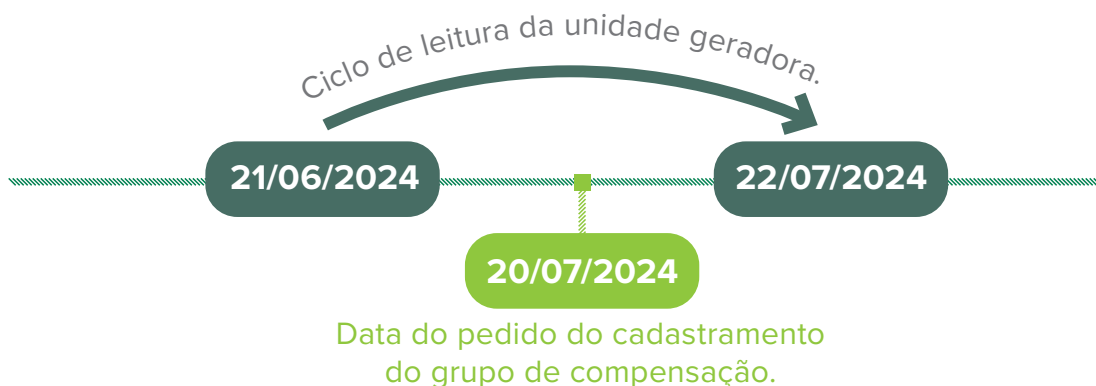 Ciclo de leitura da unidade geradora.
21/06/2024
22/07/2024
20/07/2024
Data do pedido do cadastramento
do grupo de compensação.